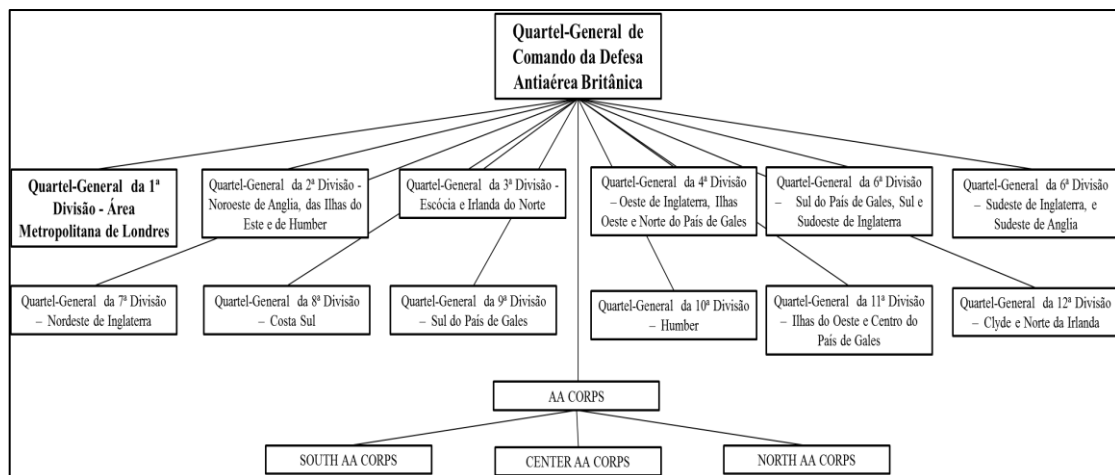 Quartel-General de
Comando da Defesa
Antiaérea Britânica
Quartel-General da 1ª
Divisão - Área
Metropolitana de Londres
Quartel-General da 2ª Divisão -
Noroeste de Anglia, das Ilhas do
Este e de Humber
Quartel-General da 3ª Divisão -
Escócia e Irlanda do Norte
Quartel-General da 4ª Divisão
– Oeste de Inglaterra, Ilhas
Oeste e Norte do País de Gales
Quartel-General da 6ª Divisão
– Sul do País de Gales, Sul e
Sudoeste de Inglaterra
Quartel-General da 6ª Divisão
– Sudeste de Inglaterra, e
Sudeste de Anglia
Quartel-General da 7ª Divisão
– Nordeste de Inglaterra
Quartel-General da 8ª Divisão
– Costa Sul
Quartel-General da 9ª Divisão
– Sul do País de Gales
Quartel-General da 10ª Divisão
– Humber
Quartel-General da 11ª Divisão
– Ilhas do Oeste e Centro do
País de Gales
Quartel-General da 12ª Divisão
– Clyde e Norte da Irlanda
AA CORPS
SOUTH AA CORPS
CENTER AA CORPS
NORTH AA CORPS